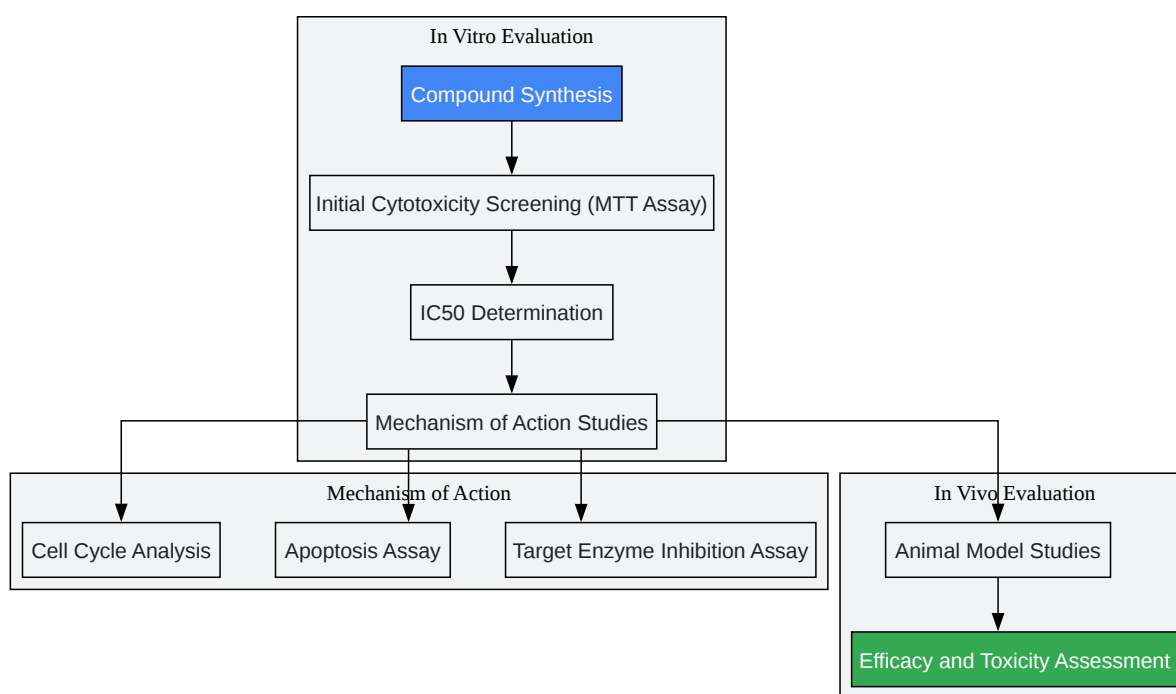 In Vitro Evaluation
Compound Synthesis
Initial Cytotoxicity Screening (MTT Assay)
IC50 Determination
Mechanism of Action Studies
Mechanism of Action
Cell Cycle Analysis
Apoptosis Assay
Target Enzyme Inhibition Assay
In Vivo Evaluation
Animal Model Studies
Efficacy and Toxicity Assessment